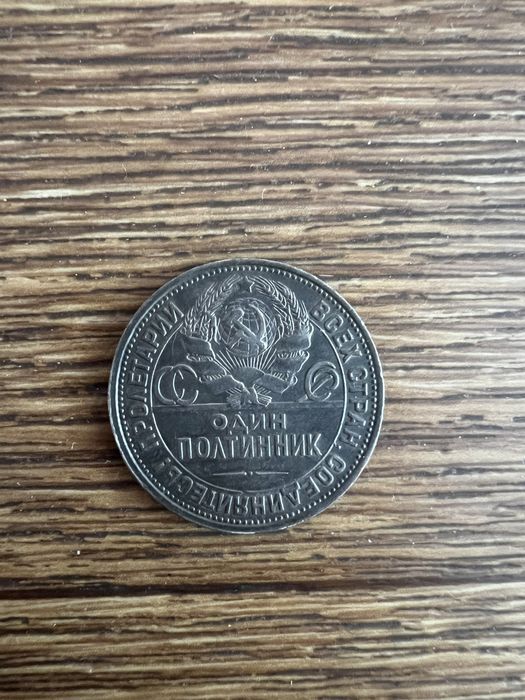 ПРОЛЕТАРИИ ВСЕХ СТРАН, СОЕДИНЯЙТЕСЬ!
СС СР
ОДИН
ПОЛТИННИК